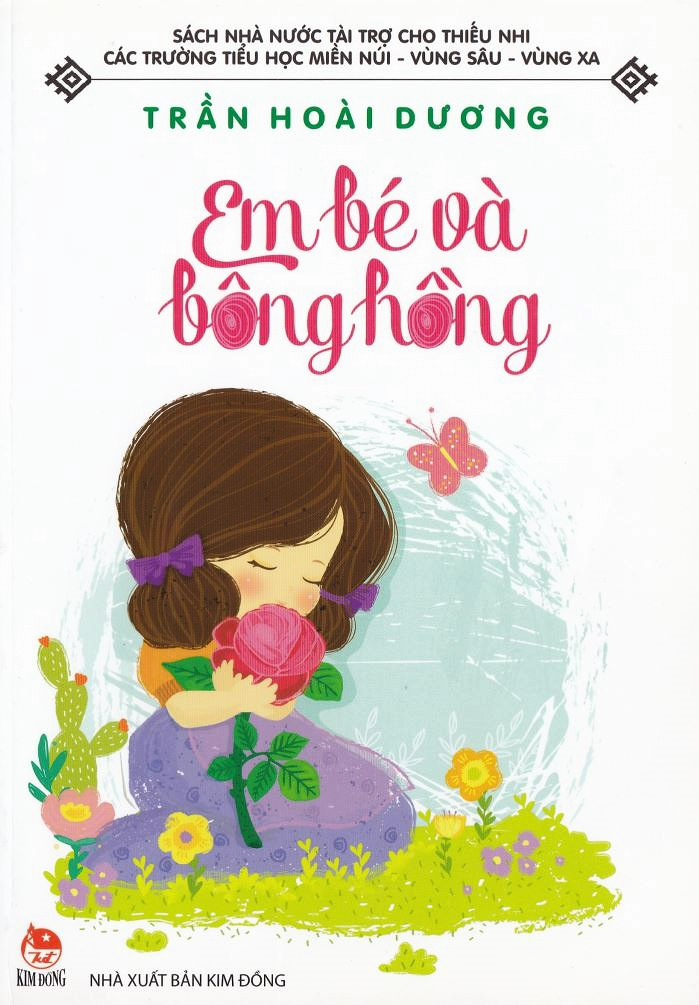 SÁCH NHÀ NƯỚC TÀI TRỢ CHO THIẾU NHI
CÁC TRƯỜNG TIỂU HỌC MIỀN NÚI - VÙNG SÂU - VÙNG XA
TRẦN HOÀI DƯƠNG
Em bé và
bông hồng
KIM ĐỒNG
NHÀ XUẤT BẢN KIM ĐỒNG